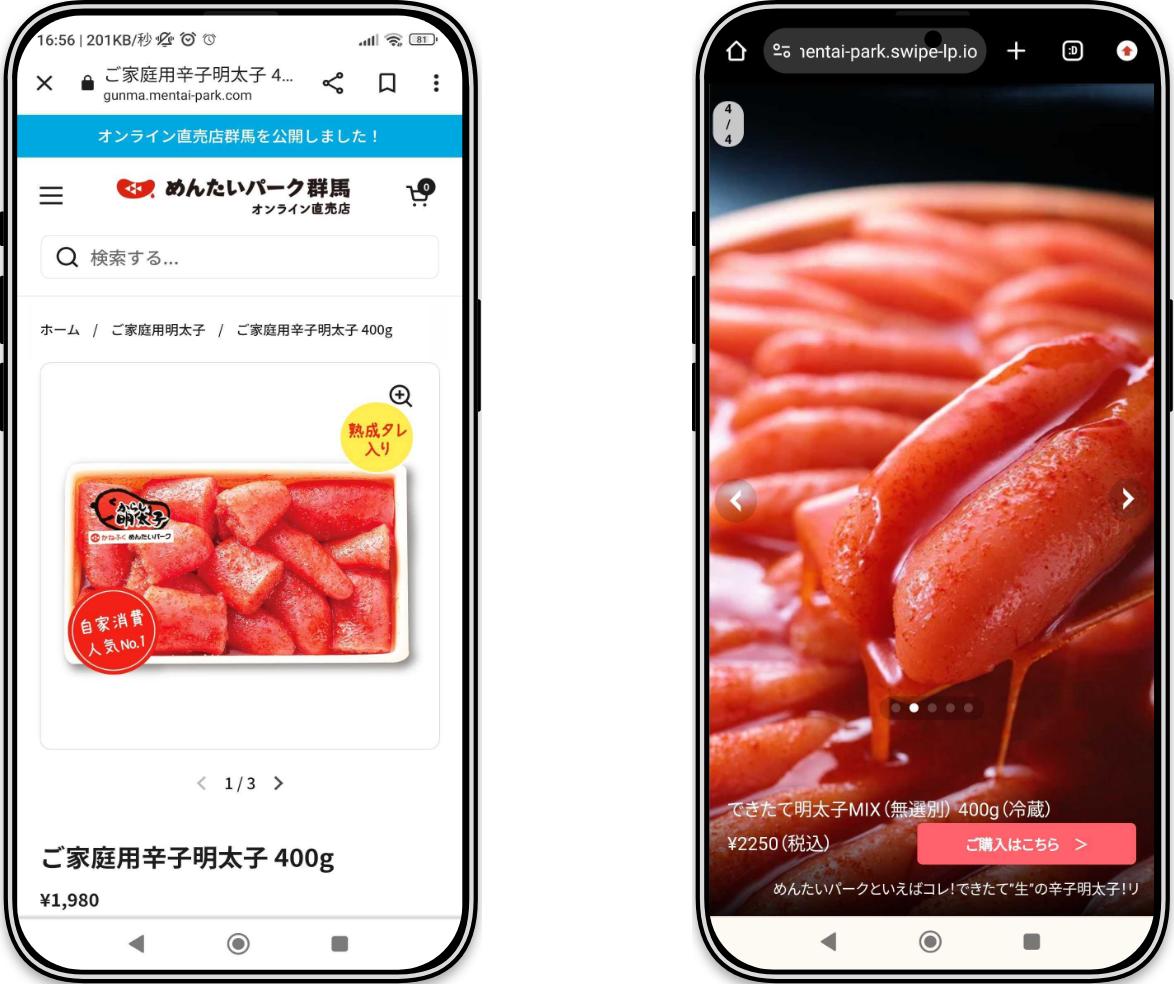 16:56 | 201KB/秒
81
ご家庭用辛子明太子 4...
gunma.mentai-park.com
オンライン直売店群馬を公開しました！
めんたいパーク群馬
オンライン直売店
0
検索する...
ホーム / ご家庭用明太子 / ご家庭用辛子明太子 400g
熟成タレ
入り
からし
明太子
かねふく めんたいパーク
自家消費
人気No.1
1 / 3
ご家庭用辛子明太子 400g
¥1,980
nentai-park.swipe-lp.io
:D
4
/
4
できたて明太子MIX（無選別） 400g（冷蔵）
¥2250（税込）
ご購入はこちら >
めんたいパークといえばコレ！できたて"生"の辛子明太子！リ